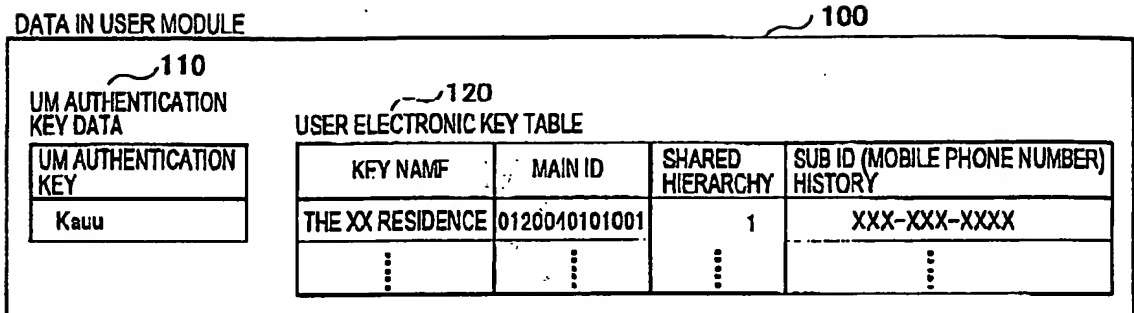 DATA IN USER MODULE
100
110
UM AUTHENTICATION
KEY DATA
UM AUTHENTICATION
KEY
Kauu
120
USER ELECTRONIC KEY TABLE
KEY NAME MAIN ID SHARED HIERARCHY SUB ID (MOBILE PHONE NUMBER) HISTORY
THE XX RESIDENCE 0120040101001 1 XXX-XXX-XXXX